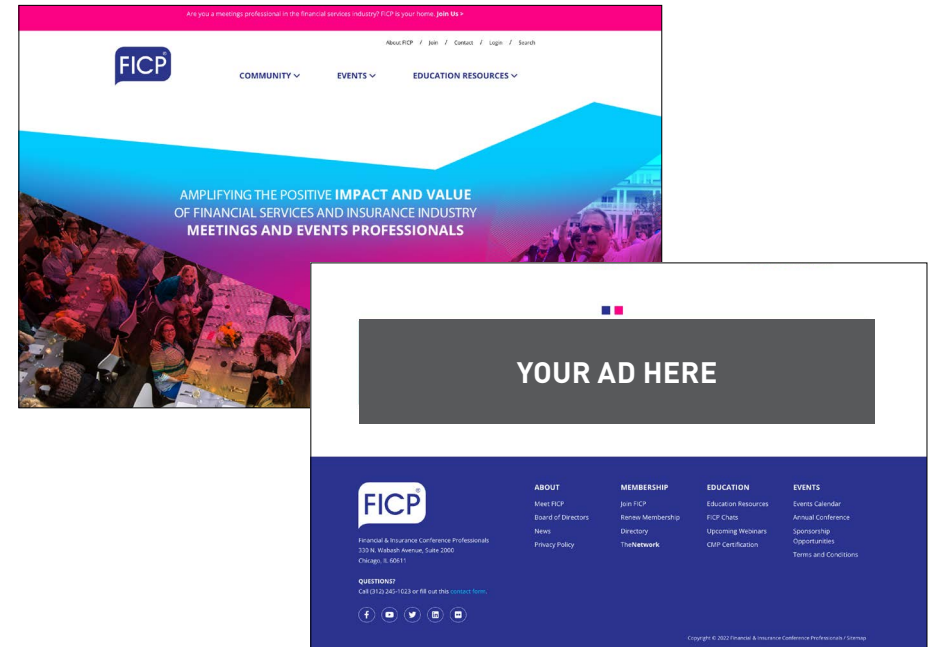 Are you a meetings professional in the financial services industry? FICP is your home. Join Us >
About FICP / Join / Contact / Login / Search
FICP®
COMMUNITY
EVENTS
EDUCATION RESOURCES
AMPLIFYING THE POSITIVE IMPACT AND VALUE
OF FINANCIAL SERVICES AND INSURANCE INDUSTRY
MEETINGS AND EVENTS PROFESSIONALS
YOUR AD HERE
FICP®
Financial & Insurance Conference Professionals
330 N. Wabash Avenue, Suite 2000
Chicago, IL 60611
QUESTIONS?
Call (312) 245-1023 or fill out this contact form.
ABOUT
Meet FICP
Board of Directors
News
Privacy Policy
MEMBERSHIP
Join FICP
Renew Membership
Directory
TheNetwork
EDUCATION
Education Resources
FICP Chats
Upcoming Webinars
CMP Certification
EVENTS
Events Calendar
Annual Conference
Sponsorship
Opportunities
Terms and Conditions
Copyright © 2022 Financial & Insurance Conference Professionals / Sitemap